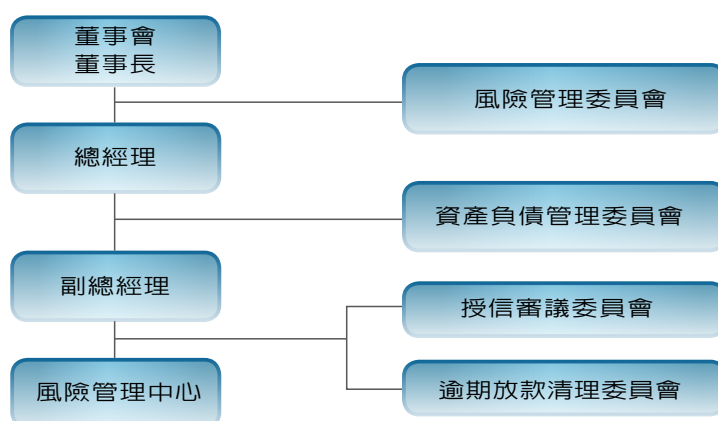 董事會
董事長
風險管理委員會
總經理
資產負債管理委員會
副總經理
授信審議委員會
風險管理中心
逾期放款清理委員會